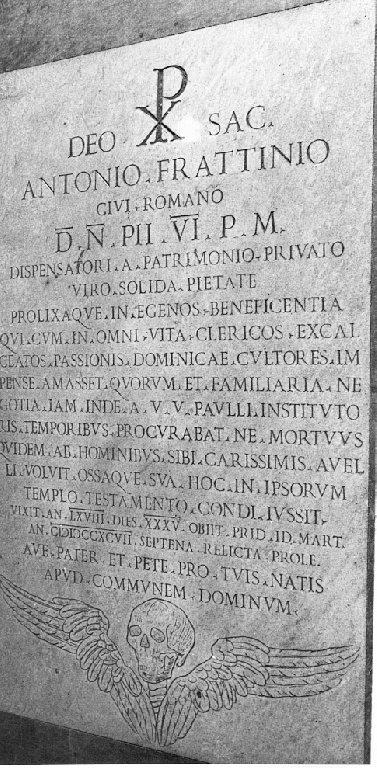 DEO ☧ SAC.
ANTONIO. FRATTINIO
CIVI. ROMANO
D. N. PII. VI. P. M.
DISPENSATORI. A. PATRIMONIO. PRIVATO
VIRO. SOLIDA. PIETATE
PROLIXAQVE. IN. EGENOS. BENEFICENTIA
QVI. CVM. IN. OMNI. VITA. CLERICOS. EXCAL
CEATOS. PASSIONIS. DOMINICAE. CVLTORES. IM
PENSE. AMASSET. QVORVM. ET. FAMILIARIA. NE
GOTIA. IAM. INDE. A. V. V. PAVLLI. INSTITVTO
RIS. TEMPORIBVS. PROCVRABAT. NE. MORTVVS
QVIDEM. AB. HOMINIBVS. SIBI. CARISSIMIS. AVEL
LI. VOLVIT. OSSAQVE. SVA. HOC. IN. IPSORVM
TEMPLO. TESTAMENTO. CONDI. IVSSIT.
VIXIT. AN. LXVIII. DIES. XXXV. OBIIT. PRID. ID. MART.
AN. CIƆIƆCCXCVII. SEPTENA. RELICTA. PROLE.
AVE. PATER. ET. PETE. PRO. TVIS. NATIS
APVD. COMMVNEM. DOMINVM.